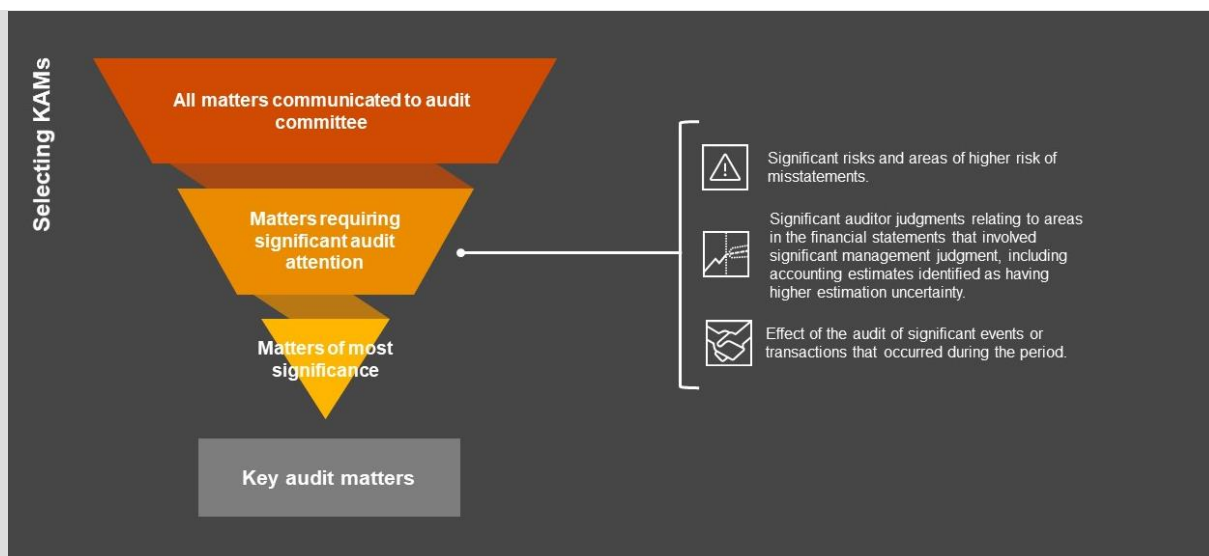 Selecting KAMs
All matters communicated to audit
committee
Matters requiring
significant audit
attention
Matters of most
significance
Key audit matters
Significant risks and areas of higher risk of
misstatements.
Significant auditor judgments relating to areas
in the financial statements that involved
significant management judgment, including
accounting estimates identified as having
higher estimation uncertainty.
Effect of the audit of significant events or
transactions that occurred during the period.